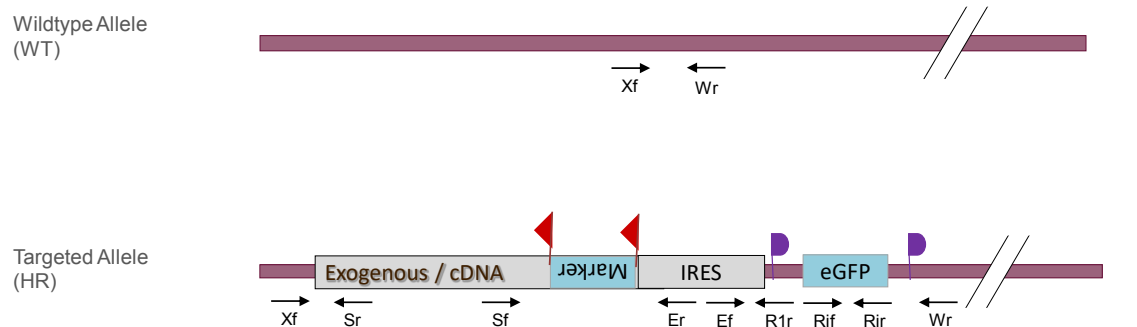 Wildtype Allele
(WT)
Xf Wr
Targeted Allele
(HR)
Exogenous / cDNA Marker IRES eGFP
Xf Sr Sf Er Ef R1r Rif Rir Wr